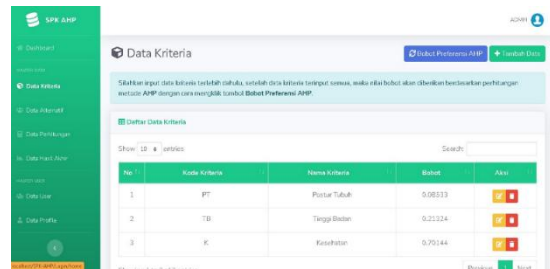 SPK AHP
ADMIN
Dashboard
Data Kriteria
Bobot Preferensi AHP
Tambah Data
Data Kriteria
Silahkan input data kriteria terlebih dahulu, setelah data kriteria terinput semua, maka nilai bobot akan diberikan berdasarkan perhitungan
metode AHP dengan cara mengklik tombol Bobot Preferensi AHP.
Data Alternatif
Data Perhitungan
Daftar Data Kriteria
Data Hasil Akhir
Show 10 entries
Search:
No Kode Kriteria Nama Kriteria Bobot Aksi
Data User
1 PT Postur Tubuh 0.08533
Data Profile
2 TB Tinggi Badan 0.21324
3 K Kesehatan 0.70144
Previous 1 Next